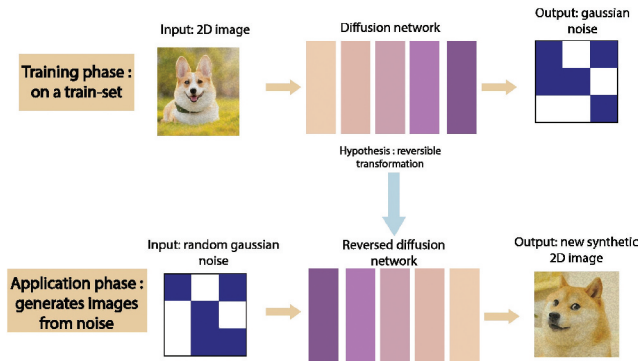 Input: 2D image
Diffusion network
Output: gaussian
noise
Training phase :
on a train-set
Hypothesis : reversible
transformation
Input: random gaussian
noise
Reversed diffusion
network
Output: new synthetic
2D image
Application phase :
generates images
from noise